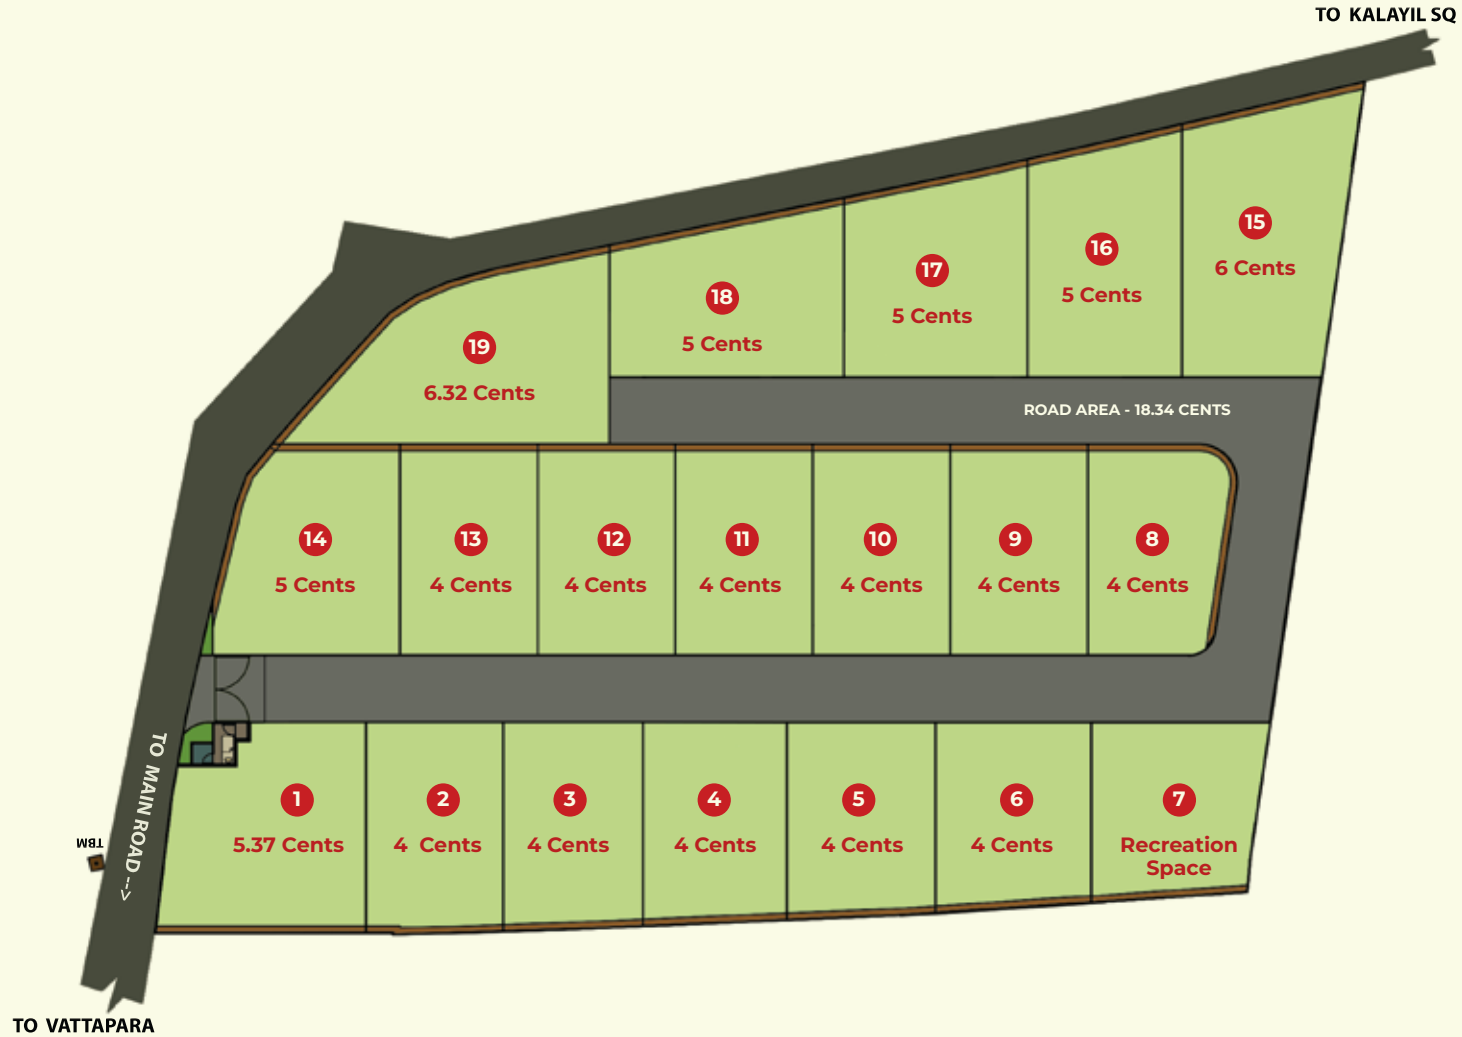 TO KALAYIL SQ
15
6 Cents
16
5 Cents
17
5 Cents
18
5 Cents
19
6.32 Cents
ROAD AREA - 18.34 CENTS
14
5 Cents
13
4 Cents
12
4 Cents
11
4 Cents
10
4 Cents
9
4 Cents
8
4 Cents
1
5.37 Cents
2
4 Cents
3
4 Cents
4
4 Cents
5
4 Cents
6
4 Cents
7
Recreation
Space
TO MAIN ROAD-->
TBM
TO VATTAPARA